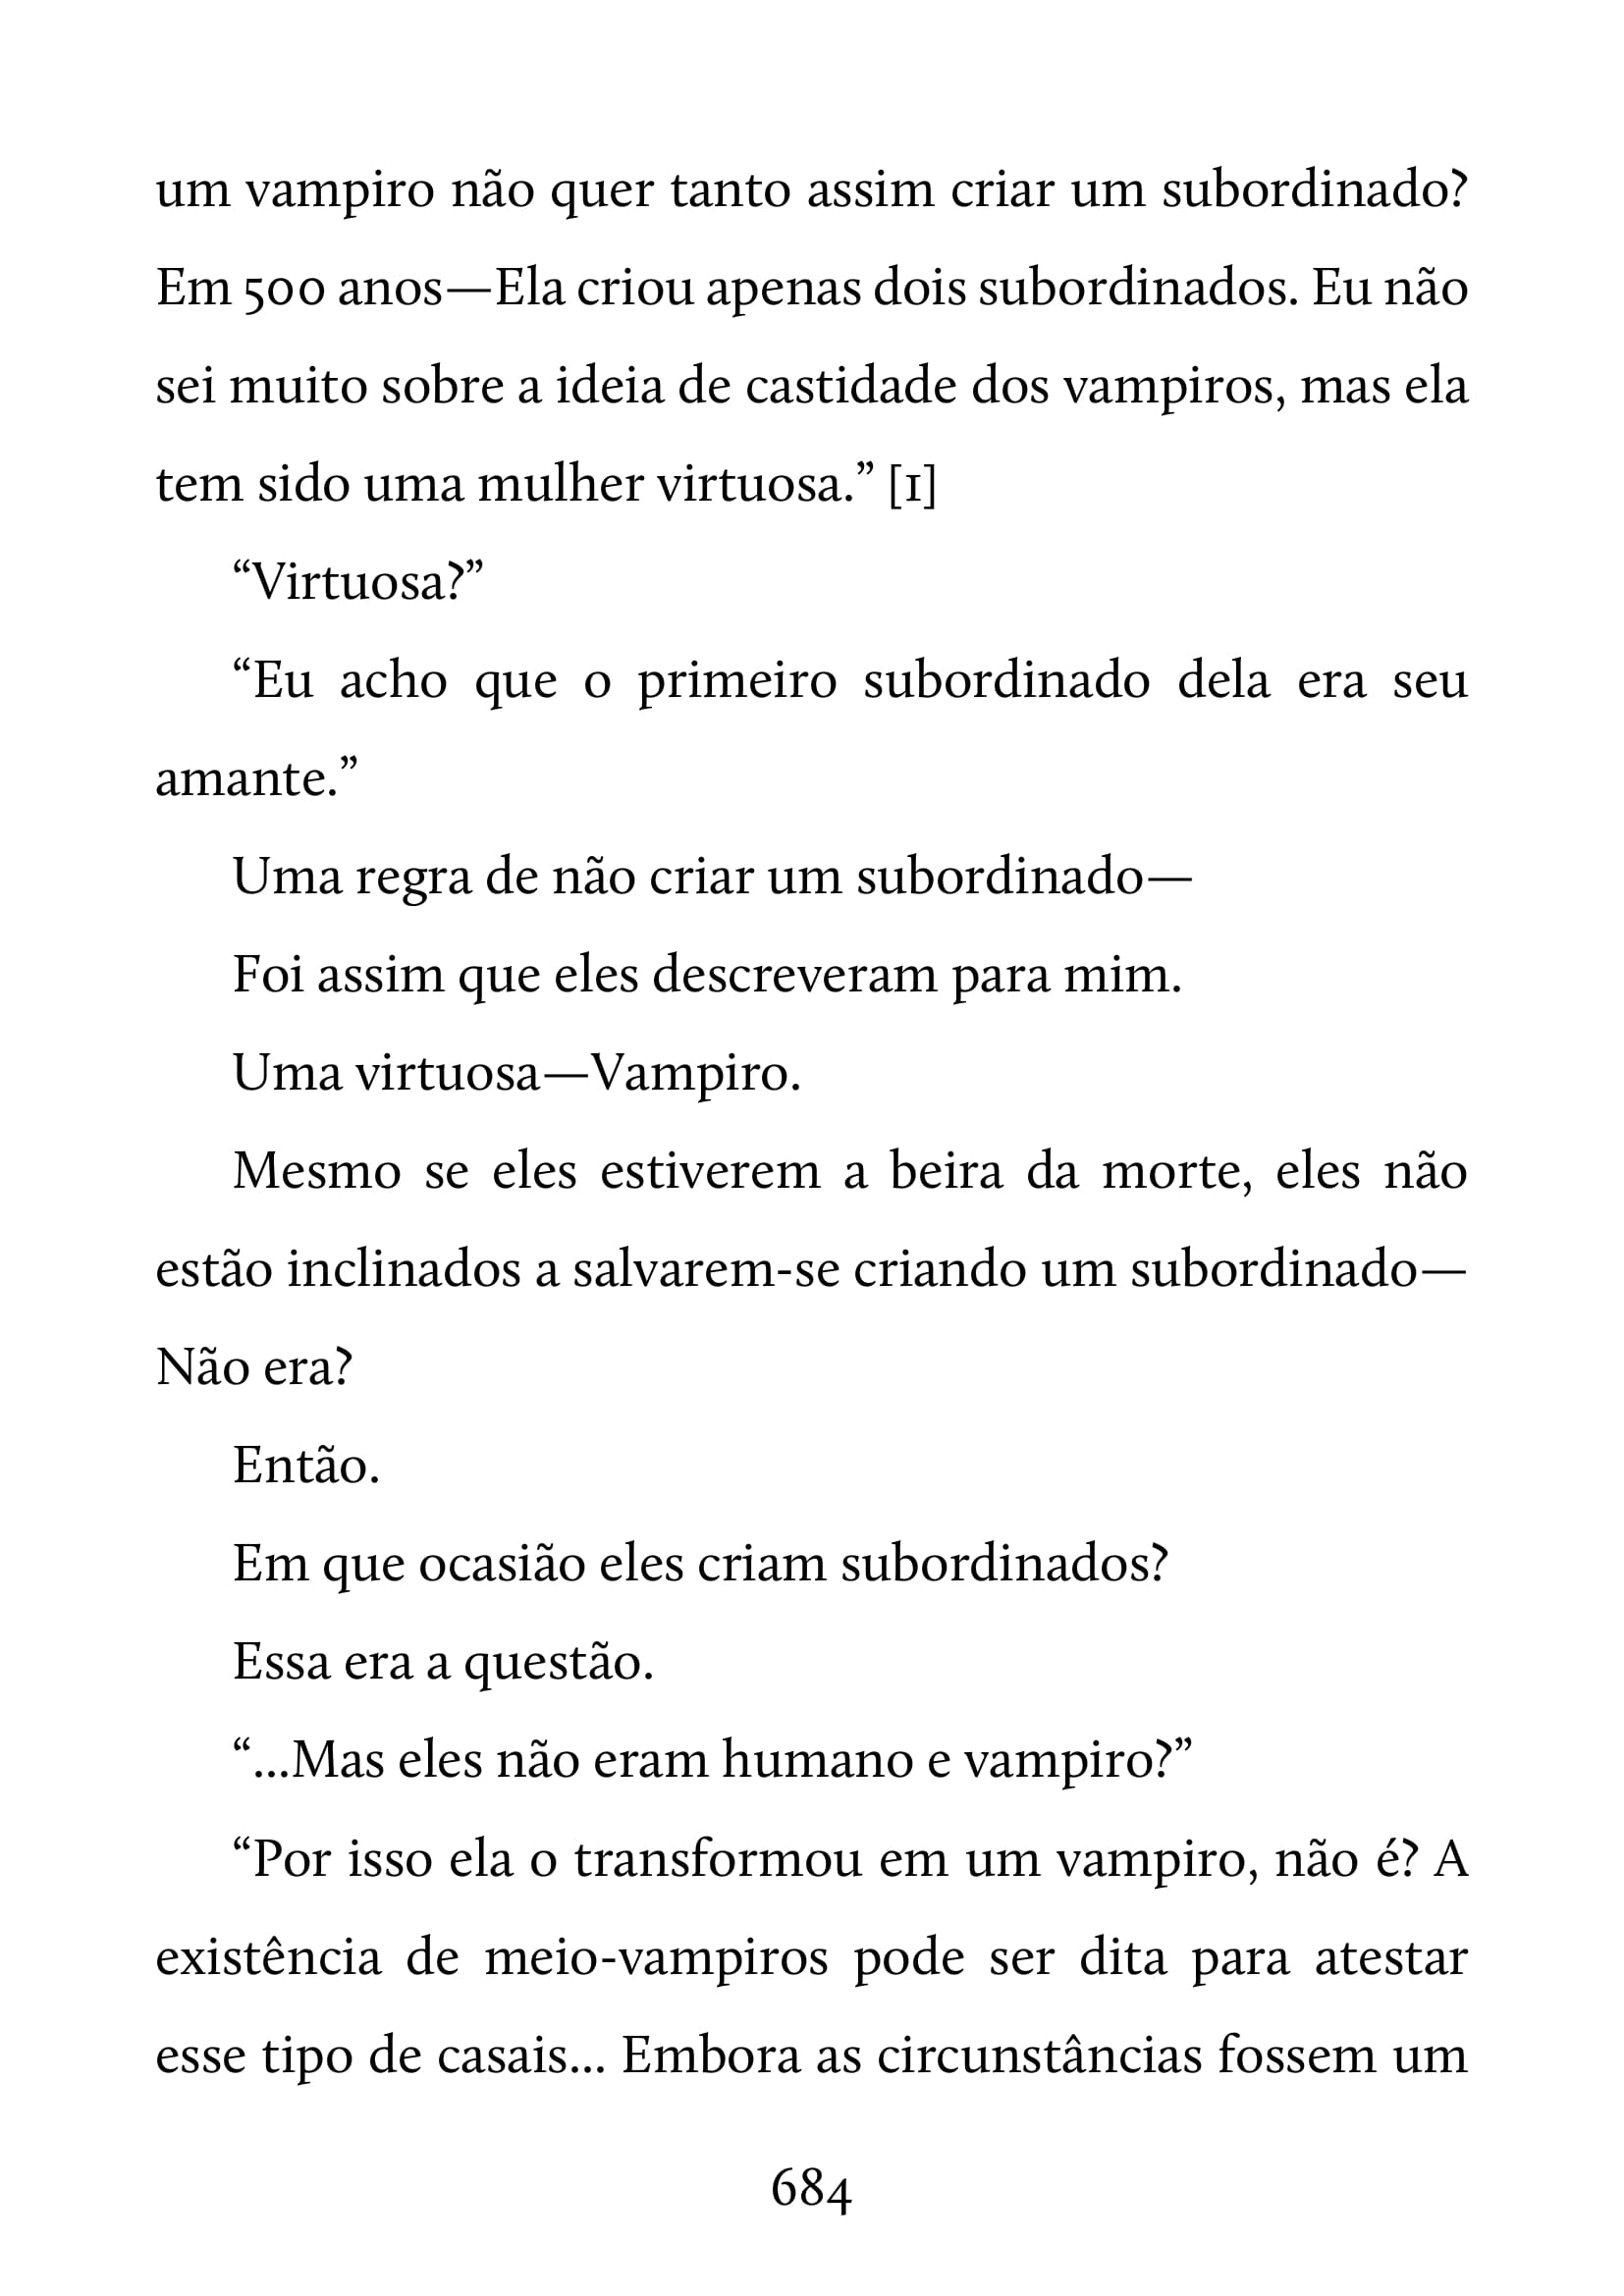 um vampiro não quer tanto assim criar um subordinado?
Em 500 anos—Ela criou apenas dois subordinados. Eu não
sei muito sobre a ideia de castidade dos vampiros, mas ela
tem sido uma mulher virtuosa.” [1]
“Virtuosa?”
“Eu acho que o primeiro subordinado dela era seu
amante.”
Uma regra de não criar um subordinado—
Foi assim que eles descreveram para mim.
Uma virtuosa—Vampiro.
Mesmo se eles estiverem a beira da morte, eles não
estão inclinados a salvarem-se criando um subordinado—
Não era?
Então.
Em que ocasião eles criam subordinados?
Essa era a questão.
“...Mas eles não eram humano e vampiro?”
“Por isso ela o transformou em um vampiro, não é? A
existência de meio-vampiros pode ser dita para atestar
esse tipo de casais... Embora as circunstâncias fossem um
684